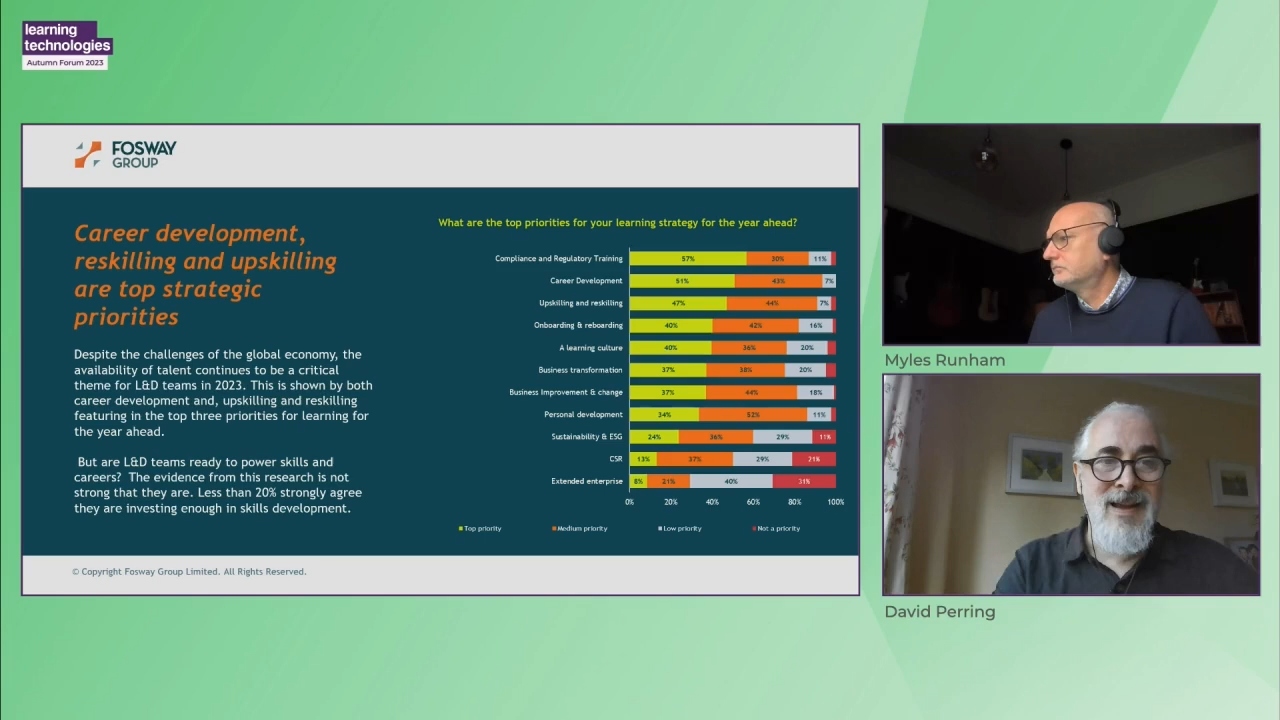 learning
technologies
Autumn Forum 2023
FOSWAY
GROUP
Career development,
reskilling and upskilling
are top strategic
priorities
Despite the challenges of the global economy, the
availability of talent continues to be a critical
theme for L&D teams in 2023. This is shown by both
career development and, upskilling and reskilling
featuring in the top three priorities for learning for
the year ahead.
But are L&D teams ready to power skills and
careers? The evidence from this research is not
strong that they are. Less than 20% strongly agree
they are investing enough in skills development.
What are the top priorities for your learning strategy for the year ahead?
Compliance and Regulatory Training 57% 30% 11%
Career Development 51% 43% 7%
Upskilling and reskilling 47% 44% 7%
Onboarding & reboarding 40% 42% 16%
A learning culture 40% 36% 20%
Business transformation 37% 38% 20%
Business Improvement & change 37% 44% 18%
Personal development 34% 52% 11%
Sustainability & ESG 24% 36% 29% 11%
CSR 13% 37% 29% 21%
Extended enterprise 8% 21% 40% 31%
0% 20% 40% 60% 80% 100%
Top priority Medium priority Low priority Not a priority
© Copyright Fosway Group Limited. All Rights Reserved.
Myles Runham
David Perring